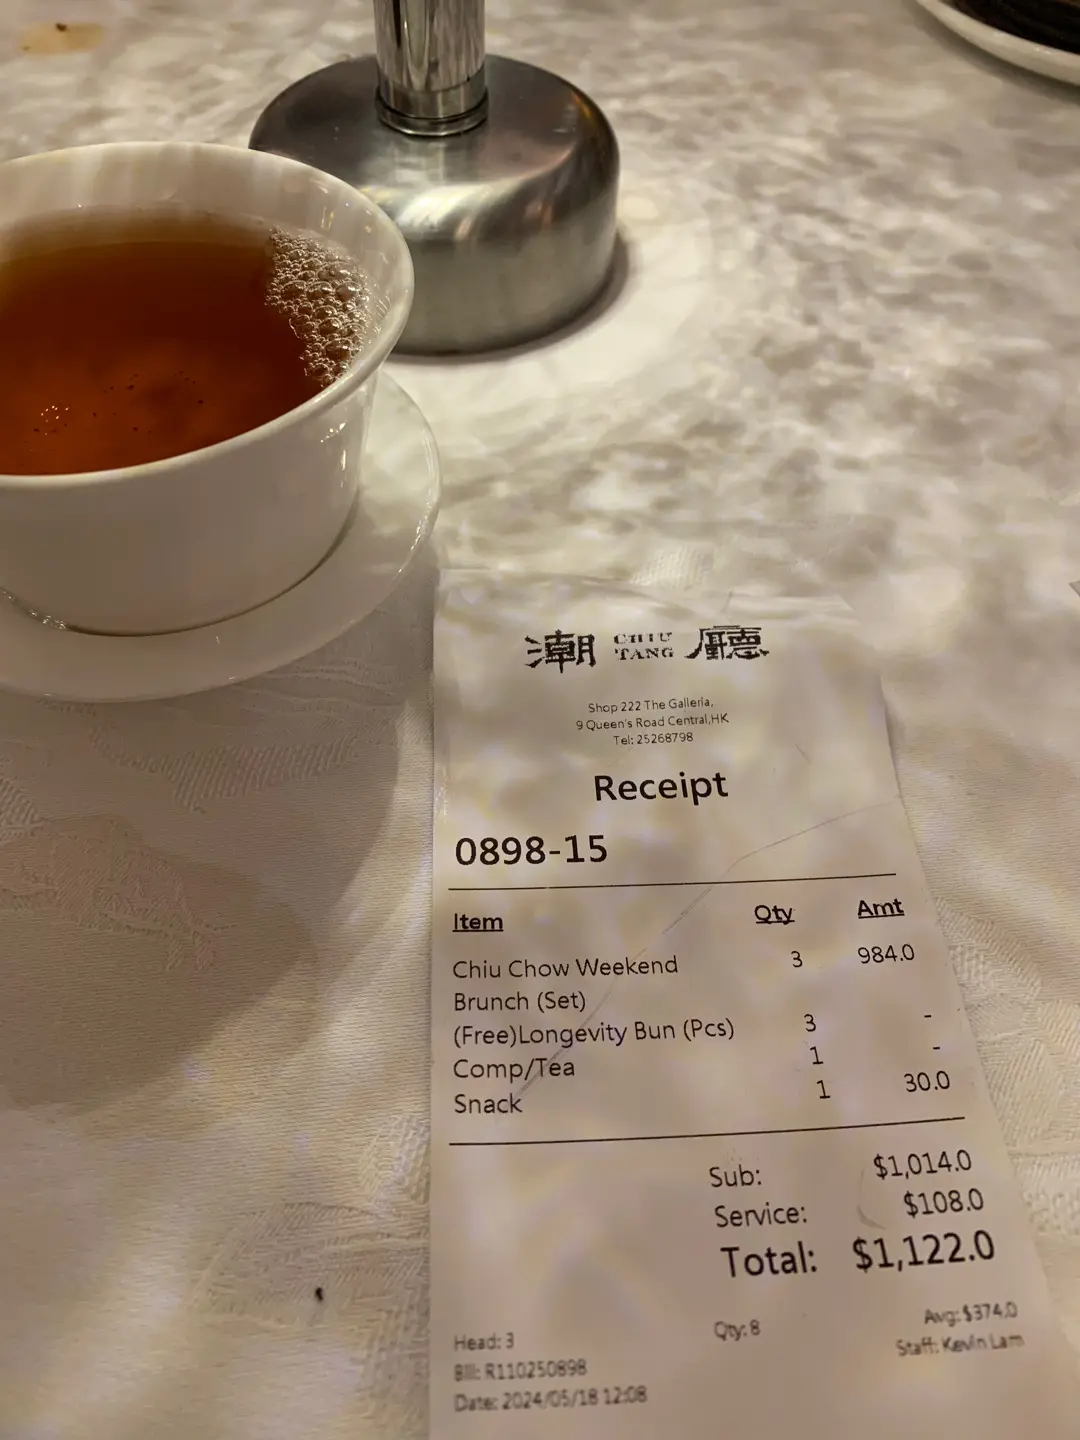 潮 CHIU TANG 廳
Shop 222 The Galleria,
9 Queen's Road Central,HK
Tel: 25268798
Receipt
0898-15
Item Qty Amt
Chiu Chow Weekend 3 984.0
Brunch (Set)
(Free)Longevity Bun (Pcs) 3 -
Comp/Tea 1 -
Snack 1 30.0
Sub: $1,014.0
Service: $108.0
Total: $1,122.0
Head: 3 Qty: 8 Avg: $374.0
Bill: R110250898 Staff: Kevin Lam
Date: 2024/05/18 12:08